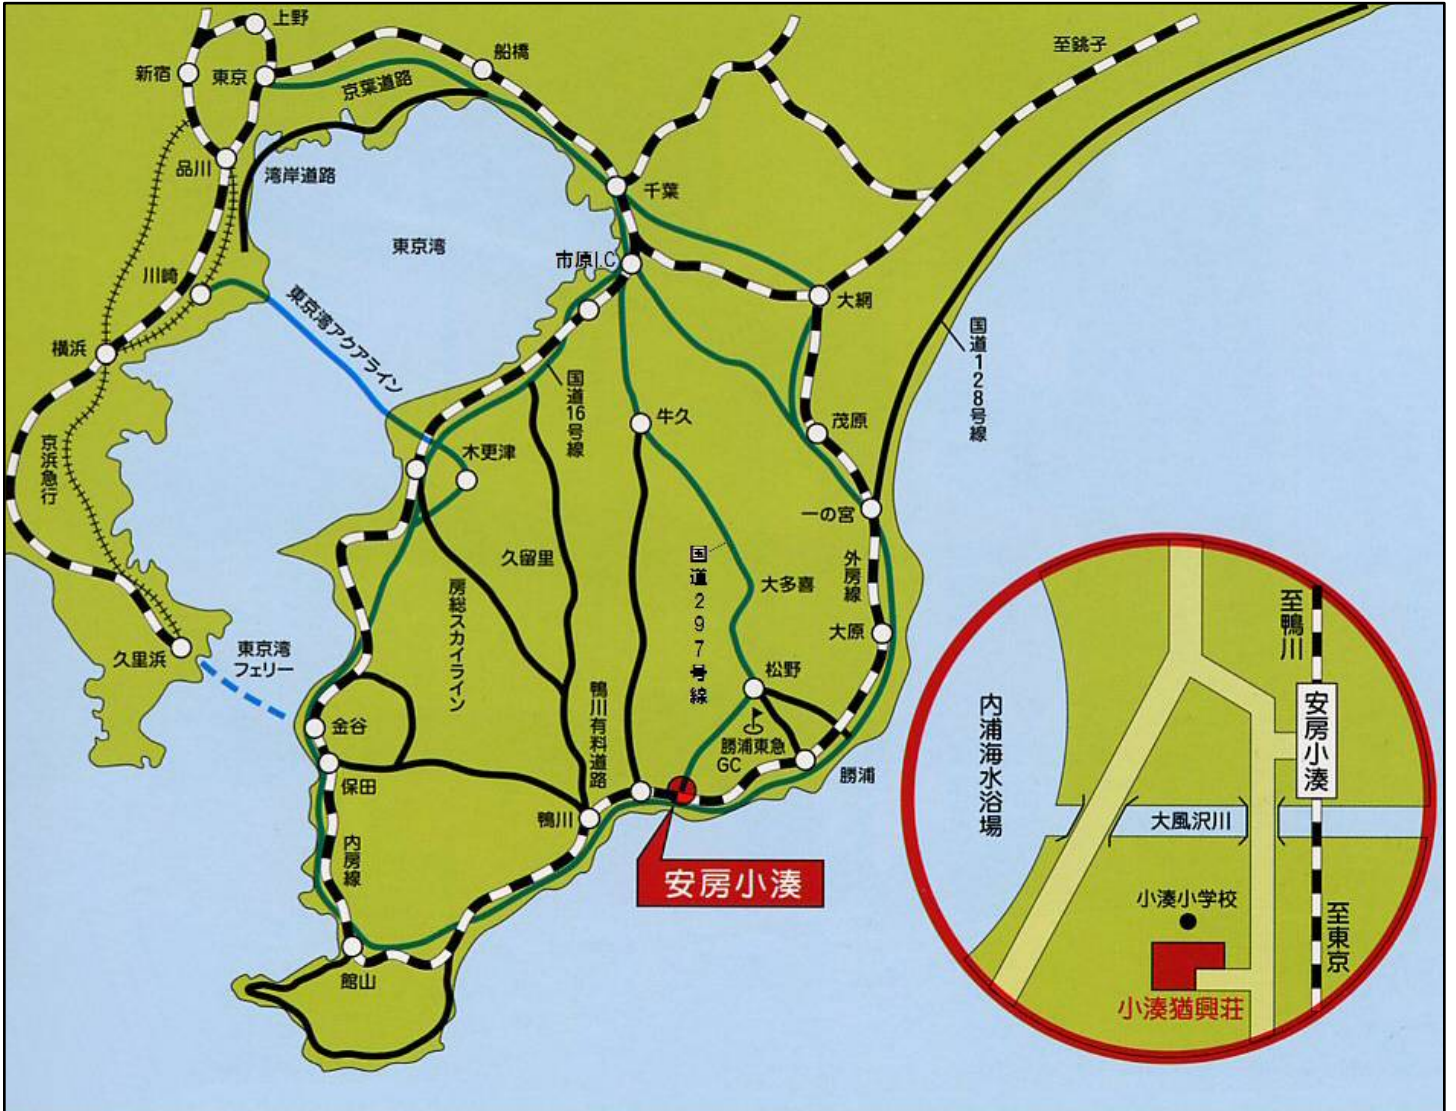 上野
新宿
東京
船橋
京葉道路
至銚子
品川
湾岸道路
千葉
東京湾
市原I.C
川崎
東京湾アクアライン
大網
横浜
国道16号線
国道128号線
牛久
茂原
京浜急行
木更津
一の宮
久留里
国道297号線
外房線
大多喜
房総スカイライン
大原
久里浜
東京湾
フェリー
松野
鴨川有料道路
金谷
勝浦東急
GC
勝浦
保田
鴨川
内房線
安房小湊
館山
至鴨川
内浦海水浴場
安房小湊
大風沢川
小湊小学校
至東京
小湊猶興荘